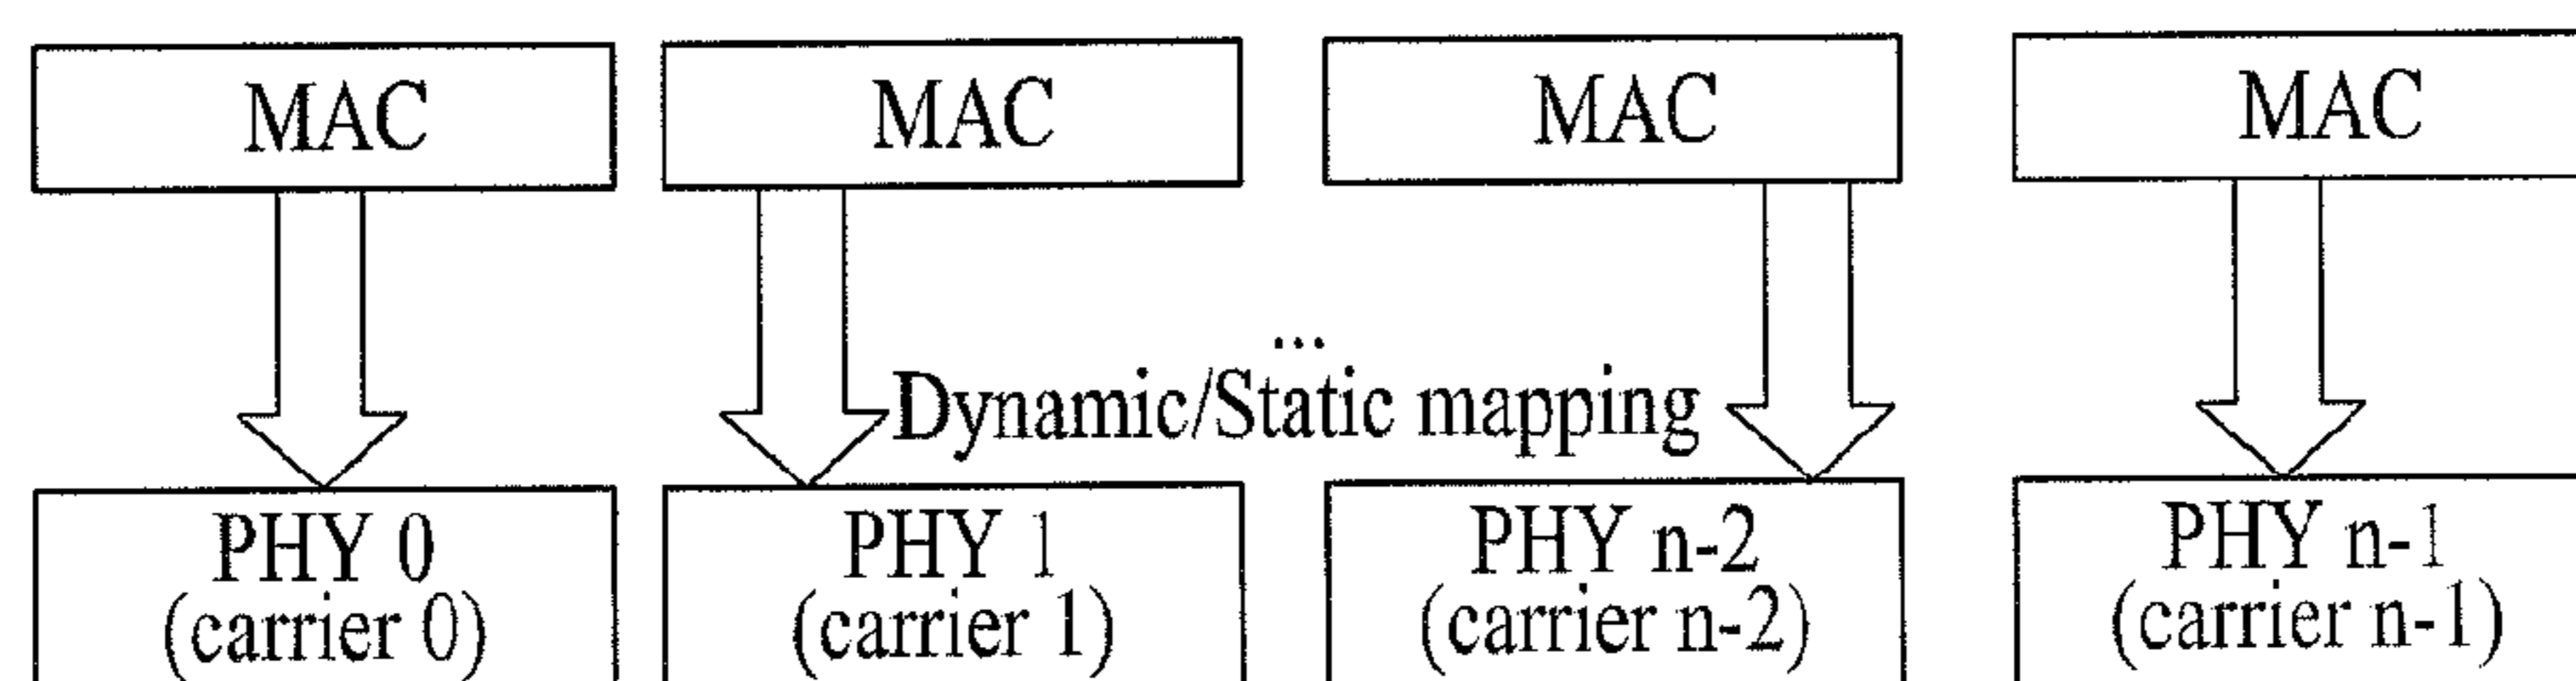 MAC MAC MAC MAC
...
Dynamic/Static mapping
PHY 0 PHY 1 PHY n-2 PHY n-1
(carrier 0) (carrier 1) (carrier n-2) (carrier n-1)